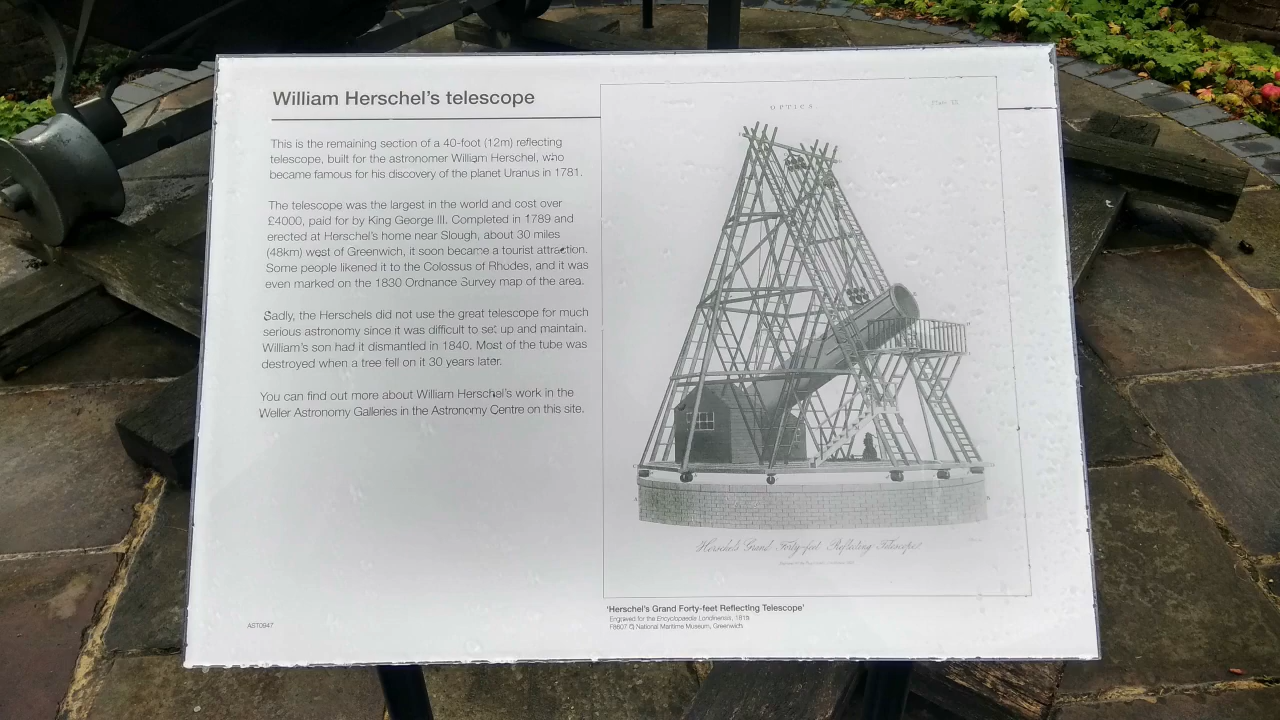 William Herschel's telescope
This is the remaining section of a 40-foot (12m) reflecting
telescope, built for the astronomer William Herschel, who
became famous for his discovery of the planet Uranus in 1781.
The telescope was the largest in the world and cost over
£4000, paid for by King George III. Completed in 1789 and
erected at Herschel's home near Slough, about 30 miles
(48km) west of Greenwich, it soon became a tourist attraction.
Some people likened it to the Colossus of Rhodes, and it was
even marked on the 1830 Ordnance Survey map of the area.
Sadly, the Herschels did not use the great telescope for much
serious astronomy since it was difficult to set up and maintain.
William's son had it dismantled in 1840. Most of the tube was
destroyed when a tree fell on it 30 years later.
You can find out more about William Herschel's work in the
Weller Astronomy Galleries in the Astronomy Centre on this site.
AST0947
OPTICS.
Herschel's Grand Forty-feet Reflecting Telescope.
'Herschel's Grand Forty-feet Reflecting Telescope'
Engraved for the Encyclopaedia Londinensis, 1819
F8607 © National Maritime Museum, Greenwich